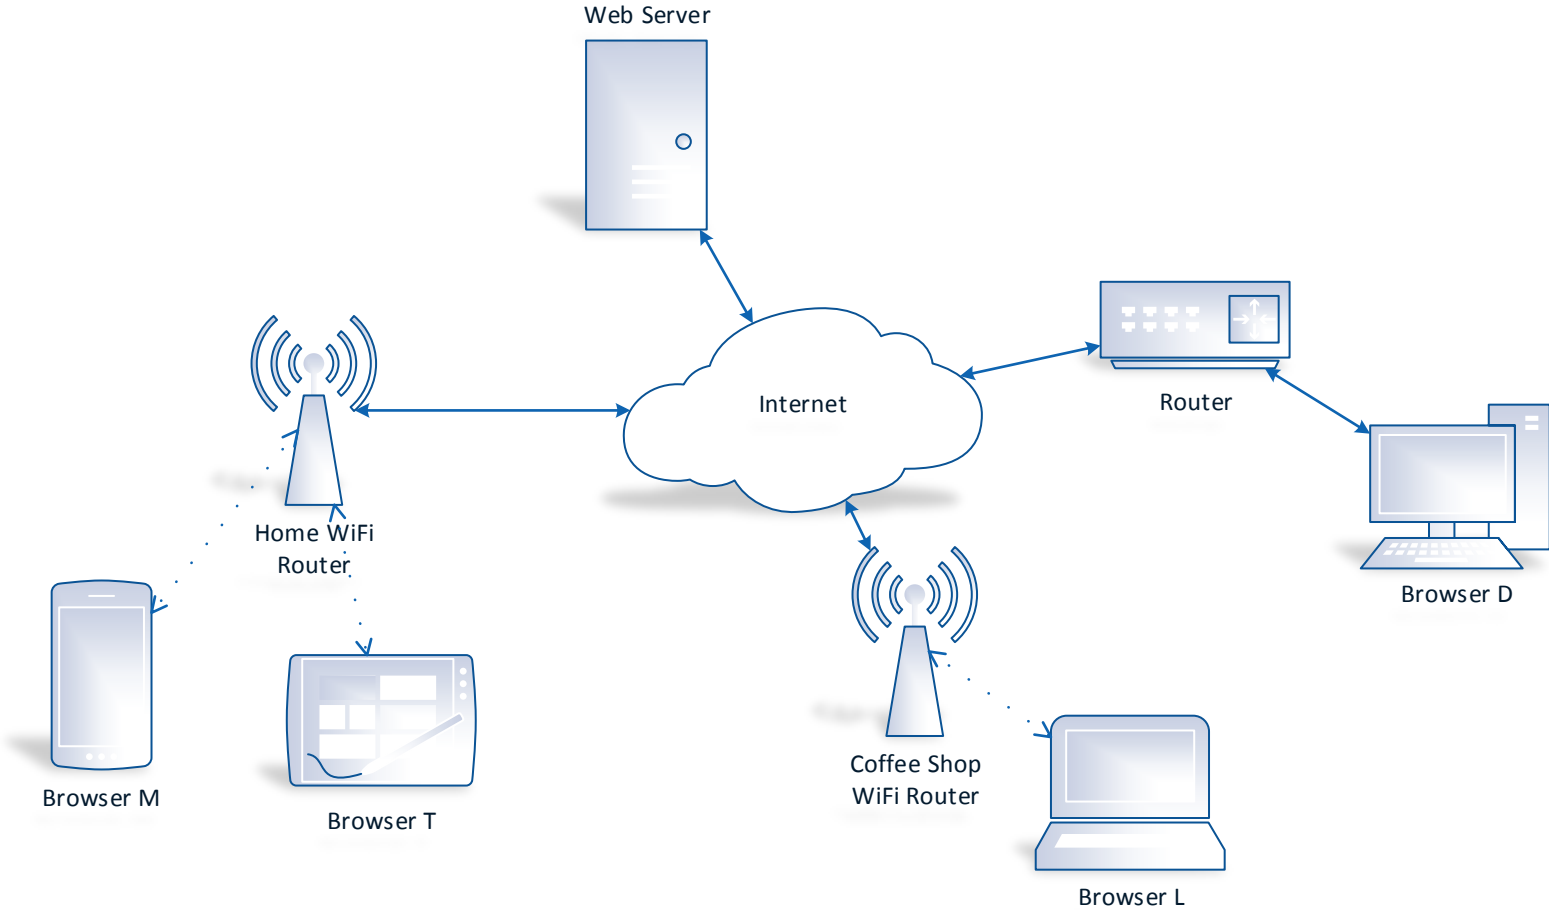 Web Server
Internet
Router
Home WiFi
Router
Browser D
Coffee Shop
WiFi Router
Browser M
Browser T
Browser L